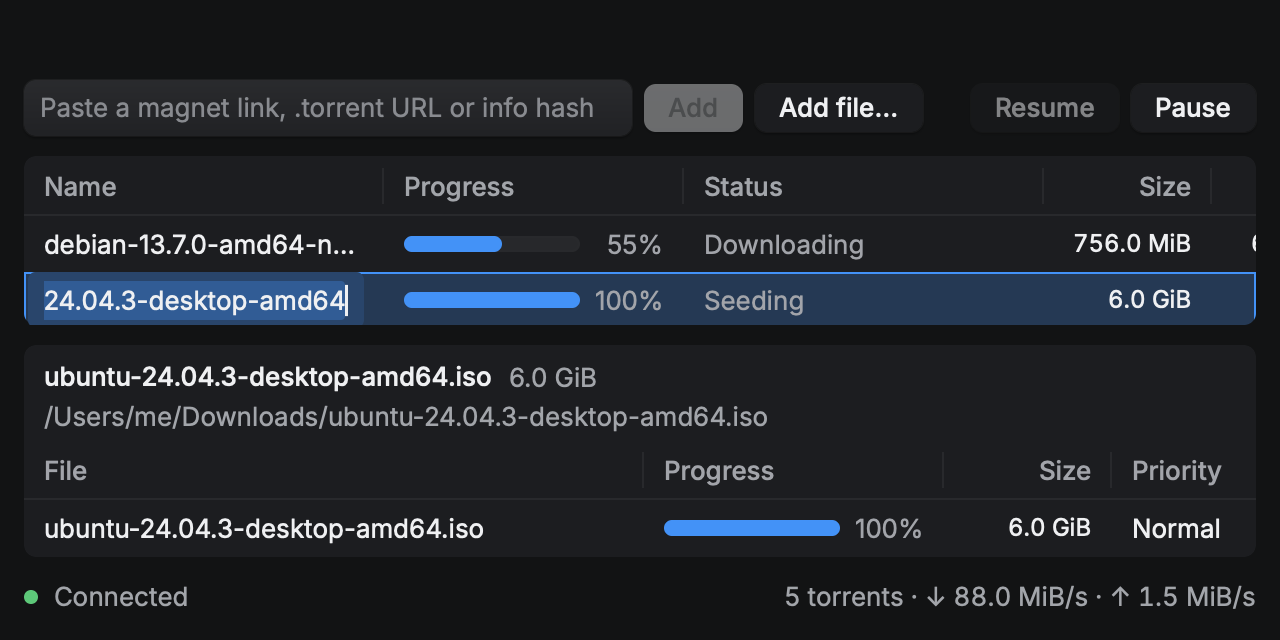 Paste a magnet link, .torrent URL or info hash Add Add file... Resume Pause
Name Progress Status Size
debian-13.7.0-amd64-n... 55% Downloading 756.0 MiB
24.04.3-desktop-amd64 100% Seeding 6.0 GiB
ubuntu-24.04.3-desktop-amd64.iso 6.0 GiB
/Users/me/Downloads/ubuntu-24.04.3-desktop-amd64.iso
File Progress Size Priority
ubuntu-24.04.3-desktop-amd64.iso 100% 6.0 GiB Normal
Connected 5 torrents · ↓ 88.0 MiB/s · ↑ 1.5 MiB/s